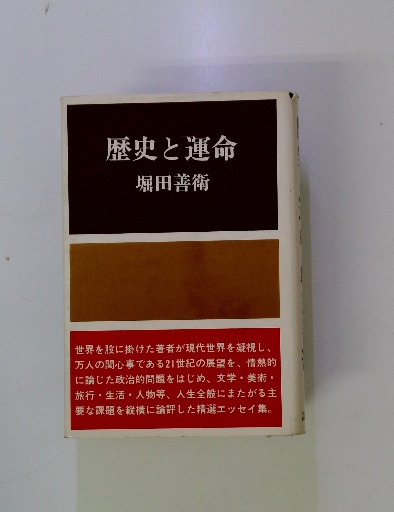 歴史と運命
堀田善衛
世界を股に掛けた著者が現代世界を凝視し、
万人の関心事である21世紀の展望を、情熱的
に論じた政治的問題をはじめ、文学・美術・
旅行・生活・人物等、人生全般にまたがる主
要な課題を縦横に論評した精選エッセイ集。